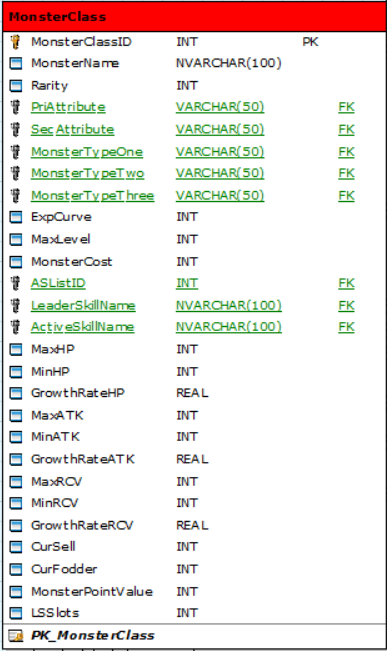 MonsterClass
MonsterClassID INT PK
MonsterName NVARCHAR(100)
Rarity INT
PriAttribute VARCHAR(50) FK
SecAttribute VARCHAR(50) FK
MonsterTypeOne VARCHAR(50) FK
MonsterTypeTwo VARCHAR(50) FK
MonsterTypeThree VARCHAR(50) FK
ExpCurve INT
MaxLevel INT
MonsterCost INT
ASListID INT FK
LeaderSkillName NVARCHAR(100) FK
ActiveSkillName NVARCHAR(100) FK
MaxHP INT
MinHP INT
GrowthRateHP REAL
MaxATK INT
MinATK INT
GrowthRateATK REAL
MaxRCV INT
MinRCV INT
GrowthRateRCV REAL
CurSell INT
CurFodder INT
MonsterPointValue INT
LSSlots INT
PK_MonsterClass